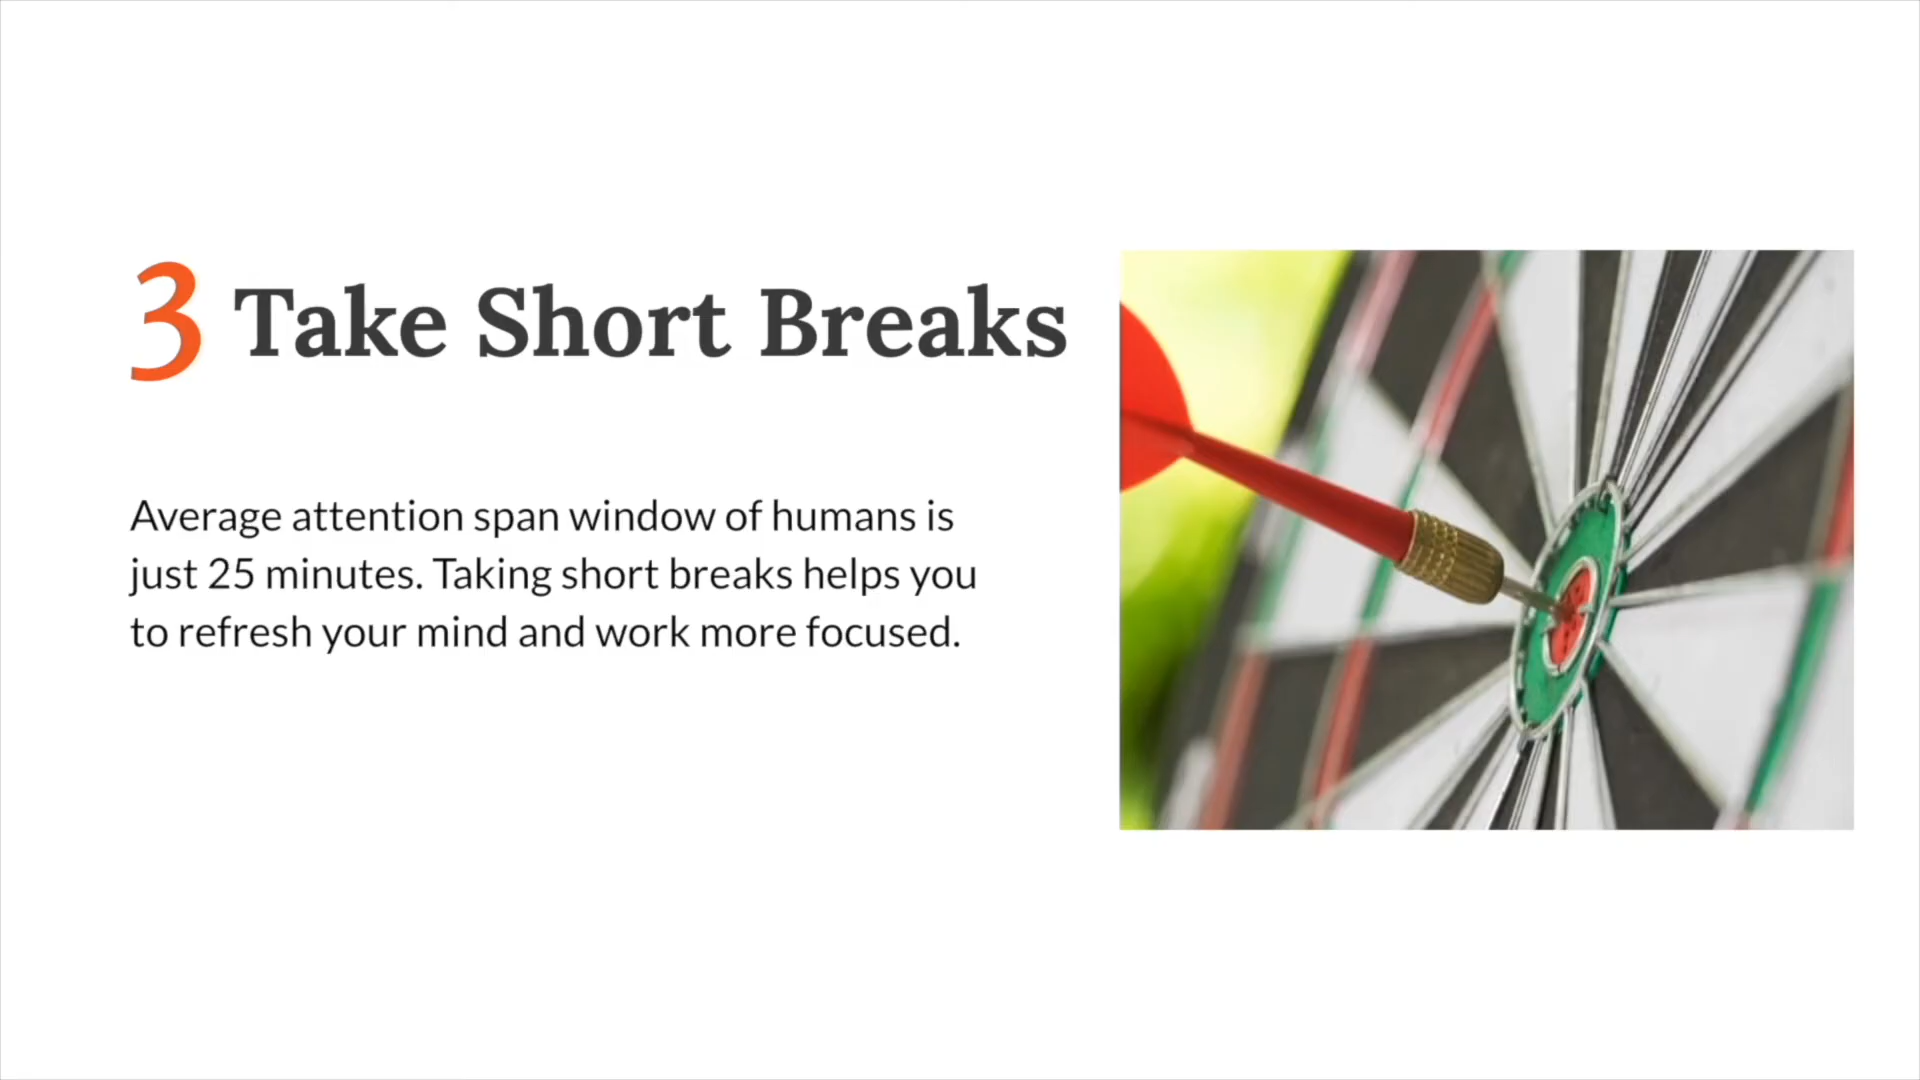 3 Take Short Breaks
Average attention span window of humans is
just 25 minutes. Taking short breaks helps you
to refresh your mind and work more focused.